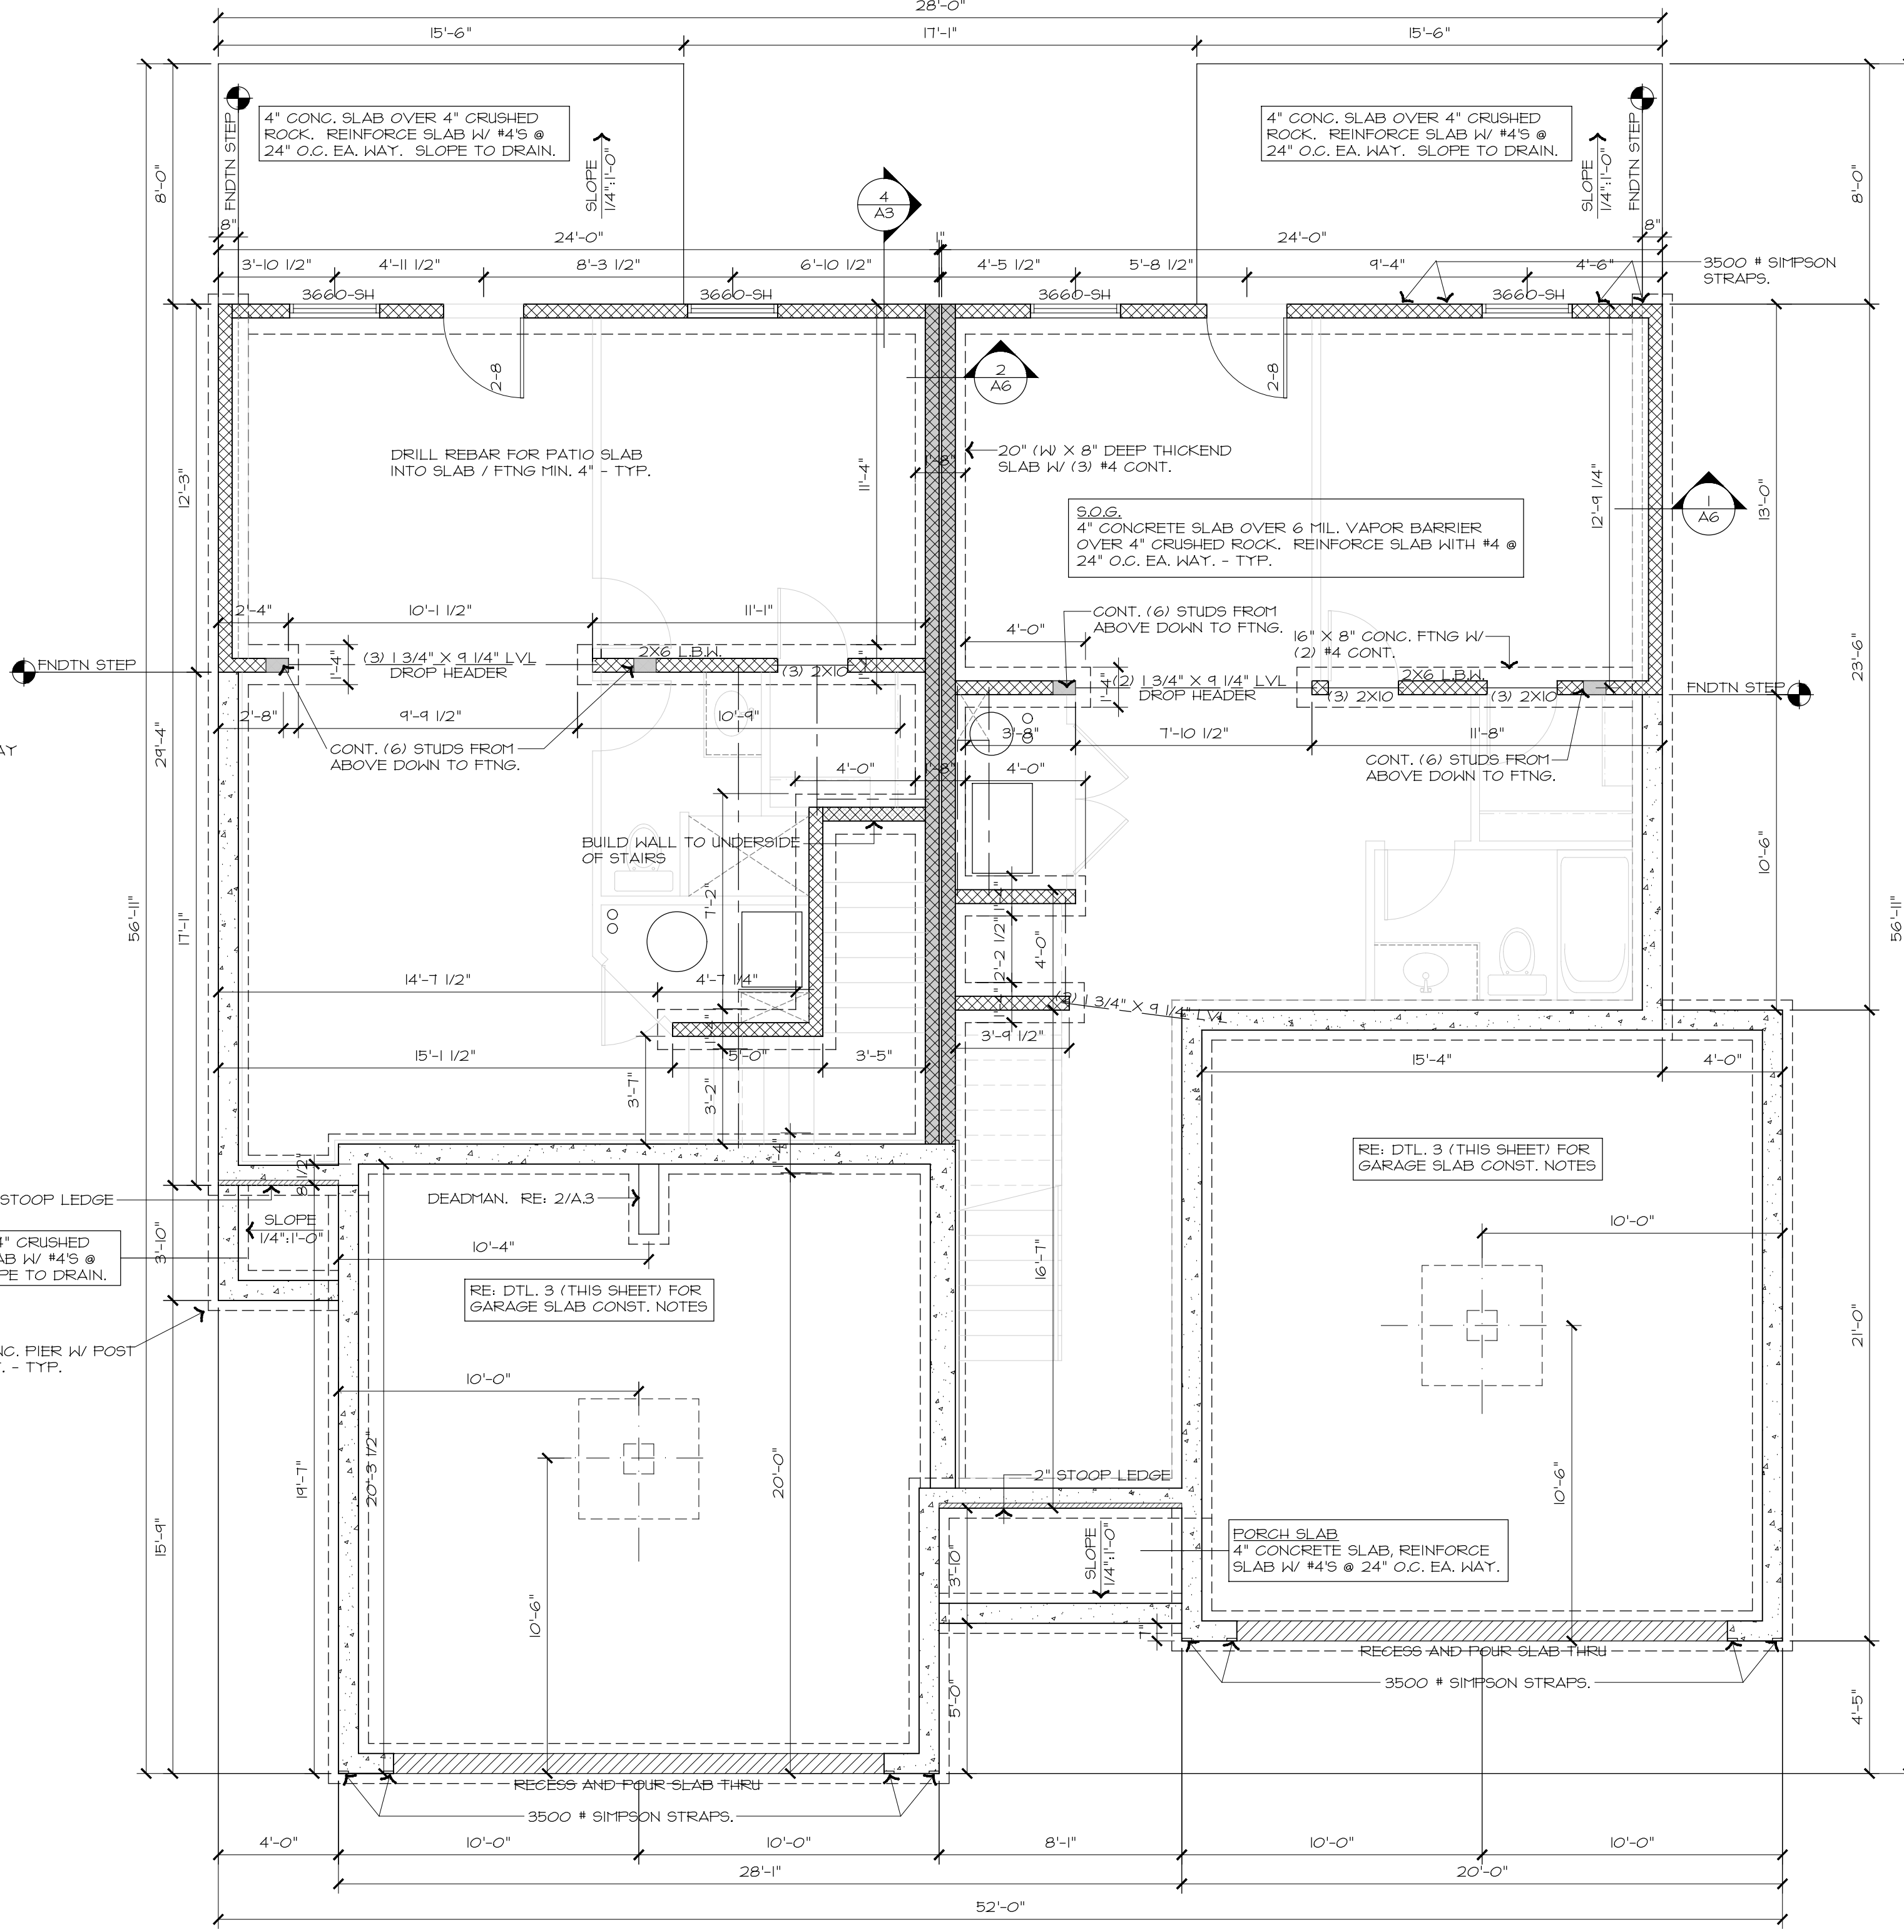 28'-0"
15'-6"
17'-1"
15'-6"
4" CONC. SLAB OVER 4" CRUSHED
ROCK.  REINFORCE SLAB W/ #4'S @
24" O.C. EA. WAY.  SLOPE TO DRAIN.
FNDTN STEP
SLOPE
1/4":1'-0"
8'-0"
8"
4
A3
4" CONC. SLAB OVER 4" CRUSHED
ROCK.  REINFORCE SLAB W/ #4'S @
24" O.C. EA. WAY.  SLOPE TO DRAIN.
SLOPE
1/4":1'-0"
FNDTN STEP
8'-0"
8"
24'-0"
1"
24'-0"
3'-10 1/2"
4'-11 1/2"
8'-3 1/2"
6'-10 1/2"
4'-5 1/2"
5'-8 1/2"
9'-4"
4'-6"
3500 # SIMPSON
STRAPS.
3660-SH
3660-SH
3660-SH
3660-SH
2-8
2-8
2
A6
DRILL REBAR FOR PATIO SLAB
INTO SLAB / FTNG MIN. 4" - TYP.
11'-4"
1'-8"
20" (W) X 8" DEEP THICKEND
SLAB W/ (3) #4 CONT.
S.O.G.
4" CONCRETE SLAB OVER 6 MIL. VAPOR BARRIER
OVER 4" CRUSHED ROCK.  REINFORCE SLAB WITH #4 @
24" O.C. EA. WAY. - TYP.
12'-9 1/4"
1
A6
13'-0"
12'-3"
23'-6"
2'-4"
10'-1 1/2"
11'-1"
4'-0"
CONT. (6) STUDS FROM
ABOVE DOWN TO FTNG.
16" X 8" CONC. FTNG W/
(2) #4 CONT.
FNDTN STEP
1'-4"
(3) 1 3/4" X 9 1/4" LVL
DROP HEADER
2X6 L.B.W.
(3) 2X10
1'-4"
1'-4"
(2) 1 3/4" X 9 1/4" LVL
DROP HEADER
2X6 L.B.W.
(3) 2X10
(3) 2X10
FNDTN STEP
2'-8"
9'-9 1/2"
10'-9"
3'-8"
7'-10 1/2"
11'-8"
29'-4"
CONT. (6) STUDS FROM
ABOVE DOWN TO FTNG.
CONT. (6) STUDS FROM
ABOVE DOWN TO FTNG.
4'-0"
1'-8"
4'-0"
BUILD WALL TO UNDERSIDE
OF STAIRS
10'-6"
56'-11"
17'-1"
7'-2"
1'-4"
2'-2 1/2"
4'-0"
1'-4"
56'-11"
14'-7 1/2"
4'-7 1/4"
(2) 1 3/4" X 9 1/4" LVL
1'-4"
3'-9 1/2"
15'-1 1/2"
5'-0"
3'-5"
15'-4"
4'-0"
3'-7"
3'-2"
RE: DTL. 3 (THIS SHEET) FOR
GARAGE SLAB CONST. NOTES
8 1/2"
STOOP LEDGE
DEADMAN.  RE: 2/A.3
SLOPE
1/4":1'-0"
3'-10"
10'-4"
10'-0"
16'-7"
RE: DTL. 3 (THIS SHEET) FOR
GARAGE SLAB CONST. NOTES
21'-0"
10'-0"
19'-7"
20'-3 1/2"
20'-0"
15'-9"
10'-6"
2" STOOP LEDGE
10'-6"
SLOPE
1/4":1'-0"
3'-10"
PORCH SLAB
4" CONCRETE SLAB, REINFORCE
SLAB W/ #4'S @ 24" O.C. EA. WAY.
7"
RECESS AND POUR SLAB THRU
3500 # SIMPSON STRAPS.
5'-0"
4'-5"
RECESS AND POUR SLAB THRU
3500 # SIMPSON STRAPS.
4'-0"
10'-0"
10'-0"
8'-1"
10'-0"
10'-0"
28'-1"
20'-0"
52'-0"